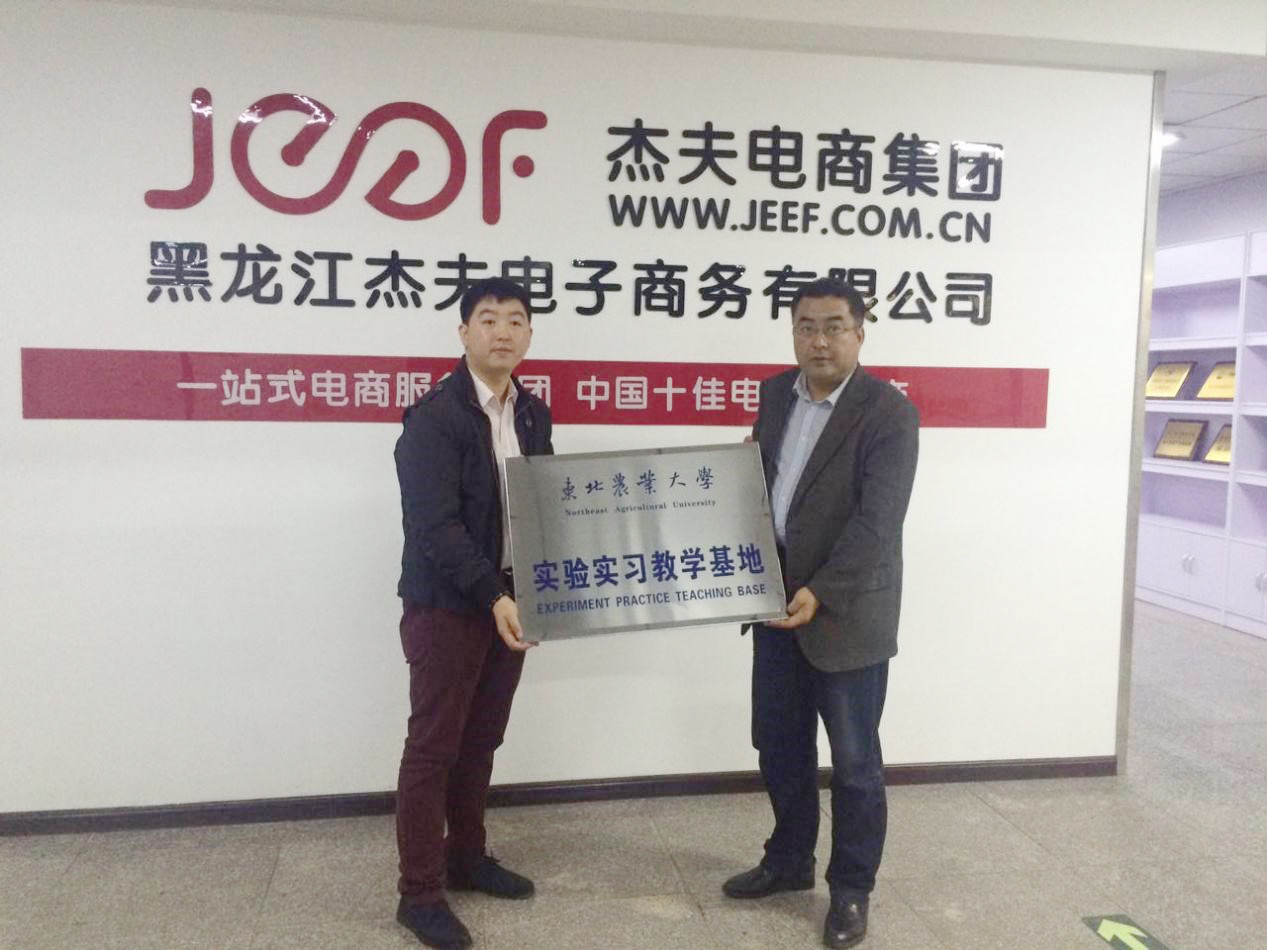 JEEF
杰夫电商集团
WWW.JEEF.COM.CN
黑龙江杰夫电子商务有限公司
一站式电商服务集团 中国十佳电
東北農業大學
Northeast Agricultural University
实验实习教学基地
EXPERIMENT PRACTICE TEACHING BASE